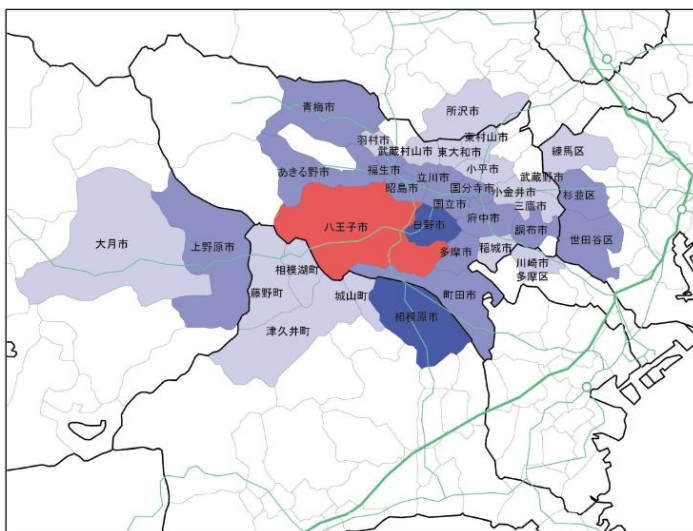 青梅市
所沢市
羽村市
東村山市
武蔵村山市
東大和市
練馬区
あきる野市
福生市
立川市
小平市
武蔵野市
昭島市
国分寺市
小金井市
杉並区
国立市
三鷹市
八王子市
日野市
府中市
調布市
世田谷区
大月市
上野原市
多摩市
稲城市
相模湖町
川崎市
多摩区
藤野町
城山町
町田市
津久井町
相模原市